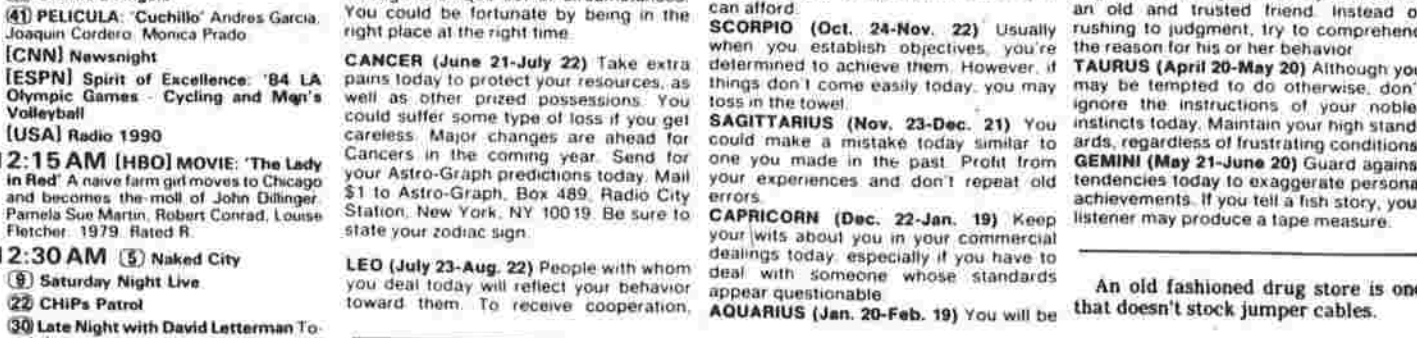 (41) PELICULA: 'Cuchillo' Andres Garcia,
Joaquin Cordero, Monica Prado.
[CNN] Newsnight
[ESPN] Spirit of Excellence: '84 LA
Olympic Games - Cycling and Men's
Volleyball
[USA] Radio 1990
2:15 AM [HBO] MOVIE: 'The Lady
in Red' A naive farm girl moves to Chicago
and becomes the moll of John Dillinger.
Pamela Sue Martin, Robert Conrad, Louise
Fletcher. 1979. Rated R.
2:30 AM (5) Naked City
(9) Saturday Night Live
(22) CHiPs Patrol
(30) Late Night with David Letterman To-
You could be fortunate by being in the
right place at the right time.
CANCER (June 21-July 22) Take extra
pains today to protect your resources, as
well as other prized possessions. You
could suffer some type of loss if you get
careless. Major changes are ahead for
Cancers in the coming year. Send for
your Astro-Graph predictions today. Mail
$1 to Astro-Graph, Box 489, Radio City
Station, New York, NY 10019. Be sure to
state your zodiac sign.
LEO (July 23-Aug. 22) People with whom
you deal today will reflect your behavior
toward them. To receive cooperation,
can afford.
SCORPIO (Oct. 24-Nov. 22) Usually
when you establish objectives, you're
determined to achieve them. However, if
things don't come easily today, you may
toss in the towel.
SAGITTARIUS (Nov. 23-Dec. 21) You
could make a mistake today similar to
one you made in the past. Profit from
your experiences and don't repeat old
errors.
CAPRICORN (Dec. 22-Jan. 19) Keep
your wits about you in your commercial
dealings today, especially if you have to
deal with someone whose standards
appear questionable.
AQUARIUS (Jan. 20-Feb. 19) You will be
an old and trusted friend. Instead o
rushing to judgment, try to comprehend
the reason for his or her behavior.
TAURUS (April 20-May 20) Although you
may be tempted to do otherwise, don'
ignore the instructions of your noble
instincts today. Maintain your high stand-
ards, regardless of frustrating conditions.
GEMINI (May 21-June 20) Guard agains
tendencies today to exaggerate persona
achievements. If you tell a fish story, you
listener may produce a tape measure.
An old fashioned drug store is one
that doesn't stock jumper cables.